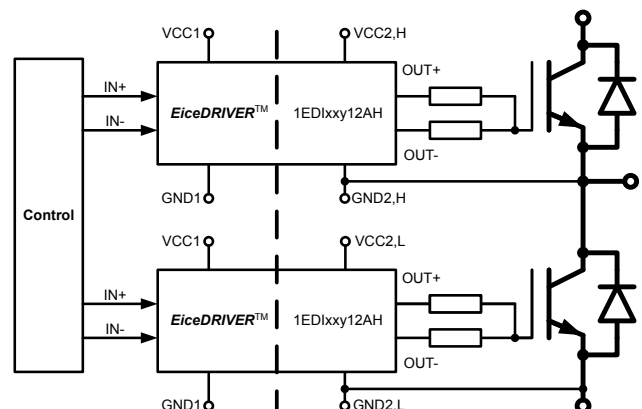 VCC1
VCC2,H
OUT+
IN+
EiceDRIVER™
1EDIxxy12AH
IN-
OUT-
GND1
GND2,H
Control
VCC1
VCC2,L
OUT+
IN+
EiceDRIVER™
1EDIxxy12AH
IN-
OUT-
GND1
GND2,L